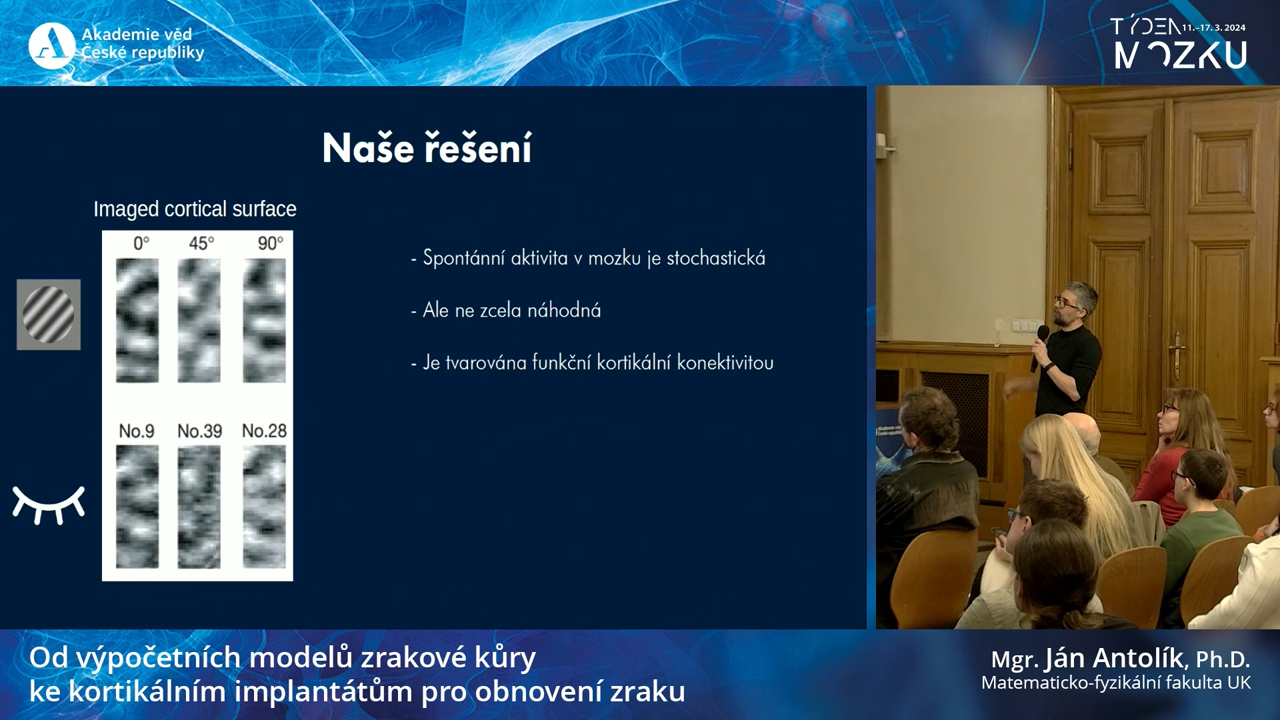 Akademie věd
České republiky
TÝDEN 11.–17. 3. 2024
MOZKU
Naše řešení
Imaged cortical surface
0° 45° 90°
No.9 No.39 No.28
- Spontánní aktivita v mozku je stochastická
- Ale ne zcela náhodná
- Je tvarována funkční kortikální konektivitou
Od výpočetních modelů zrakové kůry
ke kortikálním implantátům pro obnovení zraku
Mgr. Ján Antolík, Ph.D.
Matematicko-fyzikální fakulta UK